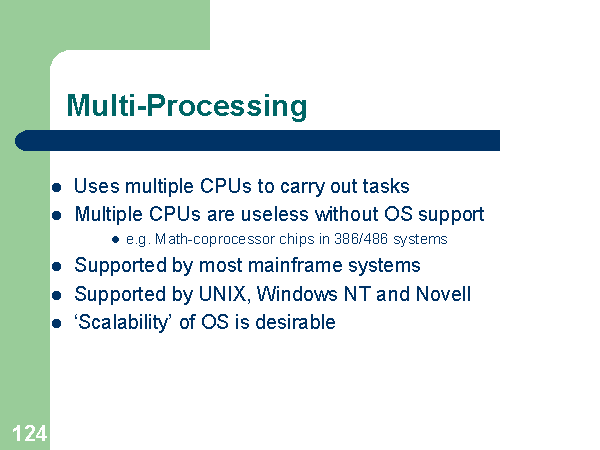 Multi-Processing
Uses multiple CPUs to carry out tasks
Multiple CPUs are useless without OS support
e.g. Math-coprocessor chips in 386/486 systems
Supported by most mainframe systems
Supported by UNIX, Windows NT and Novell
‘Scalability’ of OS is desirable
124